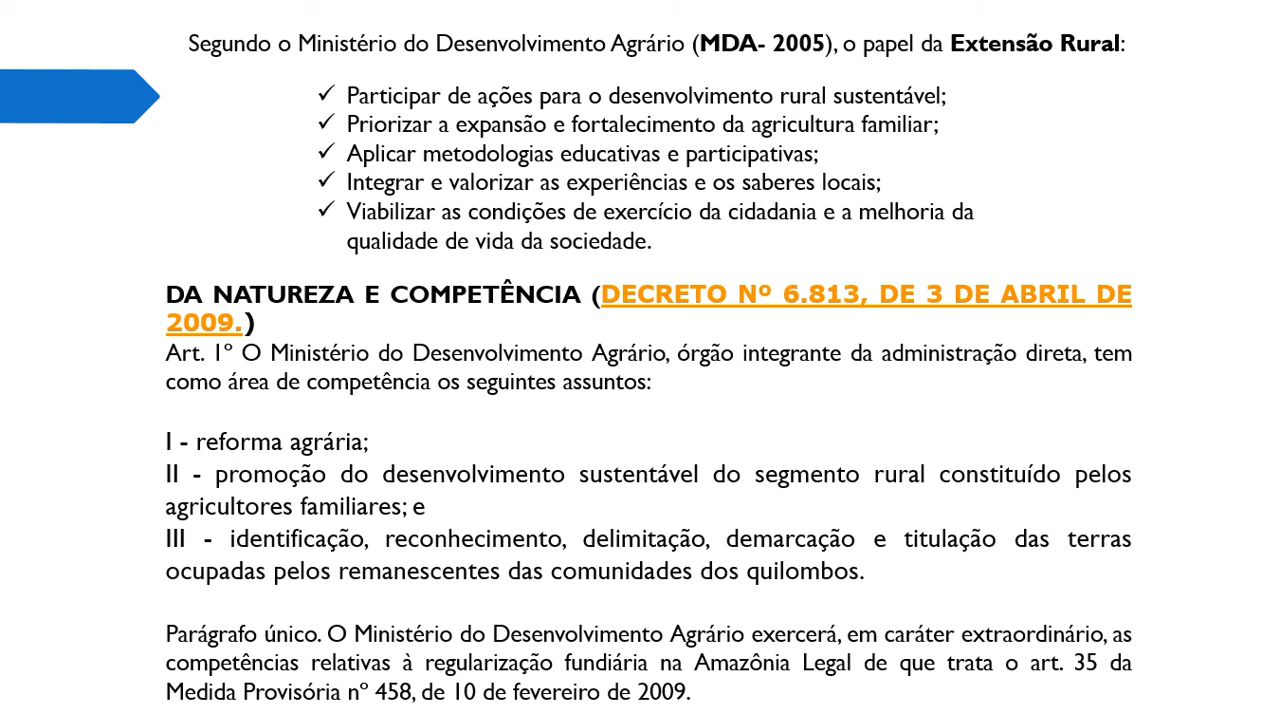 Segundo o Ministério do Desenvolvimento Agrário (MDA- 2005), o papel da Extensão Rural:
✓ Participar de ações para o desenvolvimento rural sustentável;
✓ Priorizar a expansão e fortalecimento da agricultura familiar;
✓ Aplicar metodologias educativas e participativas;
✓ Integrar e valorizar as experiências e os saberes locais;
✓ Viabilizar as condições de exercício da cidadania e a melhoria da
qualidade de vida da sociedade.
DA NATUREZA E COMPETÊNCIA (DECRETO Nº 6.813, DE 3 DE ABRIL DE
2009.)
Art. 1º O Ministério do Desenvolvimento Agrário, órgão integrante da administração direta, tem
como área de competência os seguintes assuntos:
I - reforma agrária;
II - promoção do desenvolvimento sustentável do segmento rural constituído pelos
agricultores familiares; e
III - identificação, reconhecimento, delimitação, demarcação e titulação das terras
ocupadas pelos remanescentes das comunidades dos quilombos.
Parágrafo único. O Ministério do Desenvolvimento Agrário exercerá, em caráter extraordinário, as
competências relativas à regularização fundiária na Amazônia Legal de que trata o art. 35 da
Medida Provisória nº 458, de 10 de fevereiro de 2009.